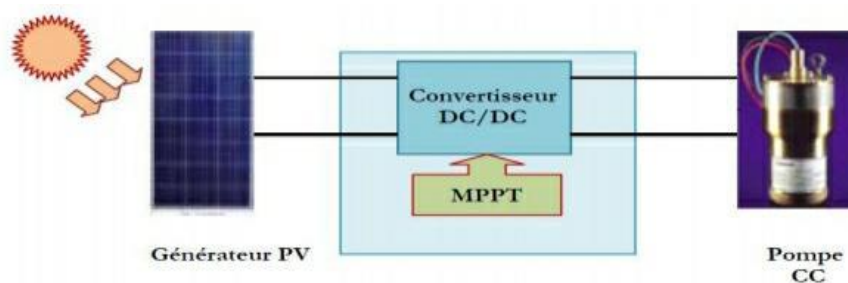 Convertisseur
DC/DC
MPPT
Générateur PV
Pompe
CC